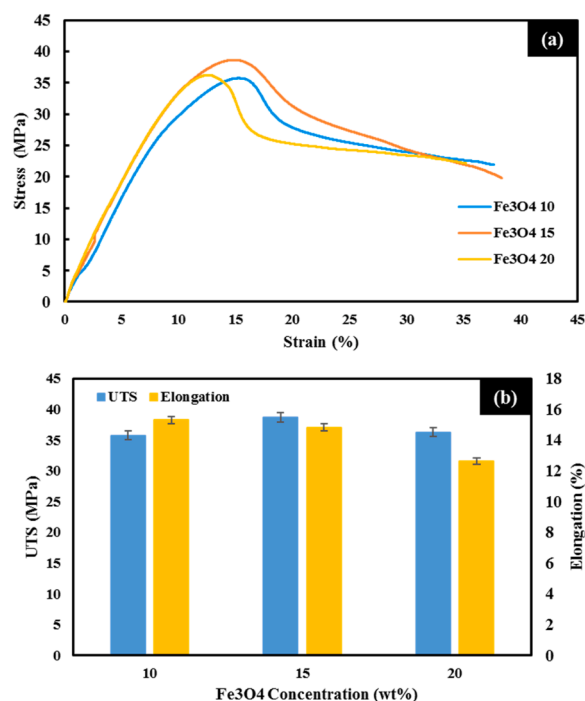 (a)
45
40
35
30
25
20
15
10
5
0
Stress (MPa)
Fe3O4 10
Fe3O4 15
Fe3O4 20
0 5 10 15 20 25 30 35 40 45
Strain (%)
(b)
UTS Elongation
45
40
35
30
25
20
15
10
5
0
UTS (MPa)
18
16
14
12
10
8
6
4
2
0
Elongation (%)
10 15 20
Fe3O4 Concentration (wt%)